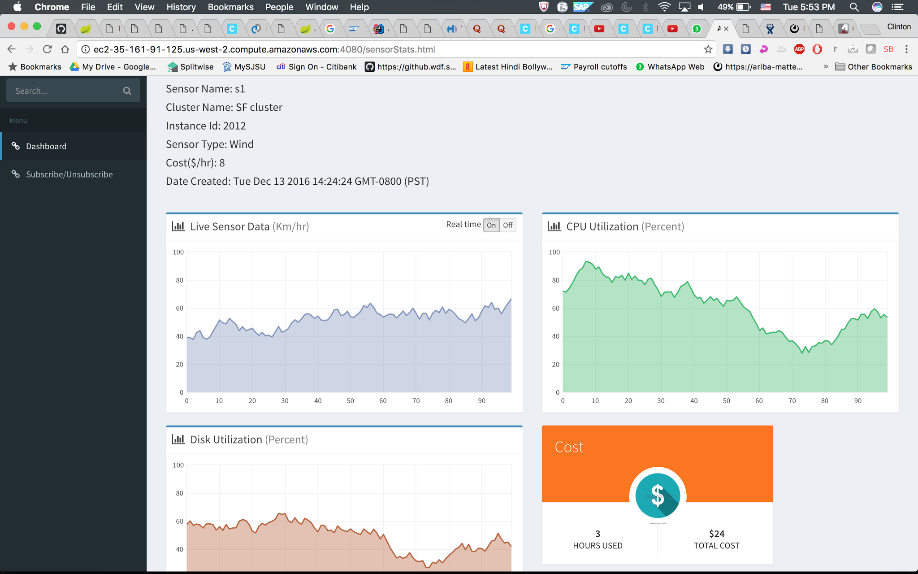 Chrome File Edit View History Bookmarks People Window Help
SAP 49% Tue 5:53 PM
Clinton
ec2-35-161-91-125.us-west-2.compute.amazonaws.com:4080/sensorStats.html
Bookmarks My Drive - Google... Splitwise MySJSU Sign On - Citibank https://github.wdf.s... Latest Hindi Bollyw... Payroll cutoffs WhatsApp Web https://ariba-matte... » Other Bookmarks
Search...
Menu
Dashboard
Subscribe/Unsubscribe
Sensor Name: s1
Cluster Name: SF cluster
Instance Id: 2012
Sensor Type: Wind
Cost($/hr): 8
Date Created: Tue Dec 13 2016 14:24:24 GMT-0800 (PST)
Live Sensor Data (Km/hr)
Real time On Off
100
80
60
40
20
0
0 10 20 30 40 50 60 70 80 90
CPU Utilization (Percent)
100
80
60
40
20
0
0 10 20 30 40 50 60 70 80 90
Disk Utilization (Percent)
100
80
60
40
Cost
$
3
HOURS USED
$24
TOTAL COST